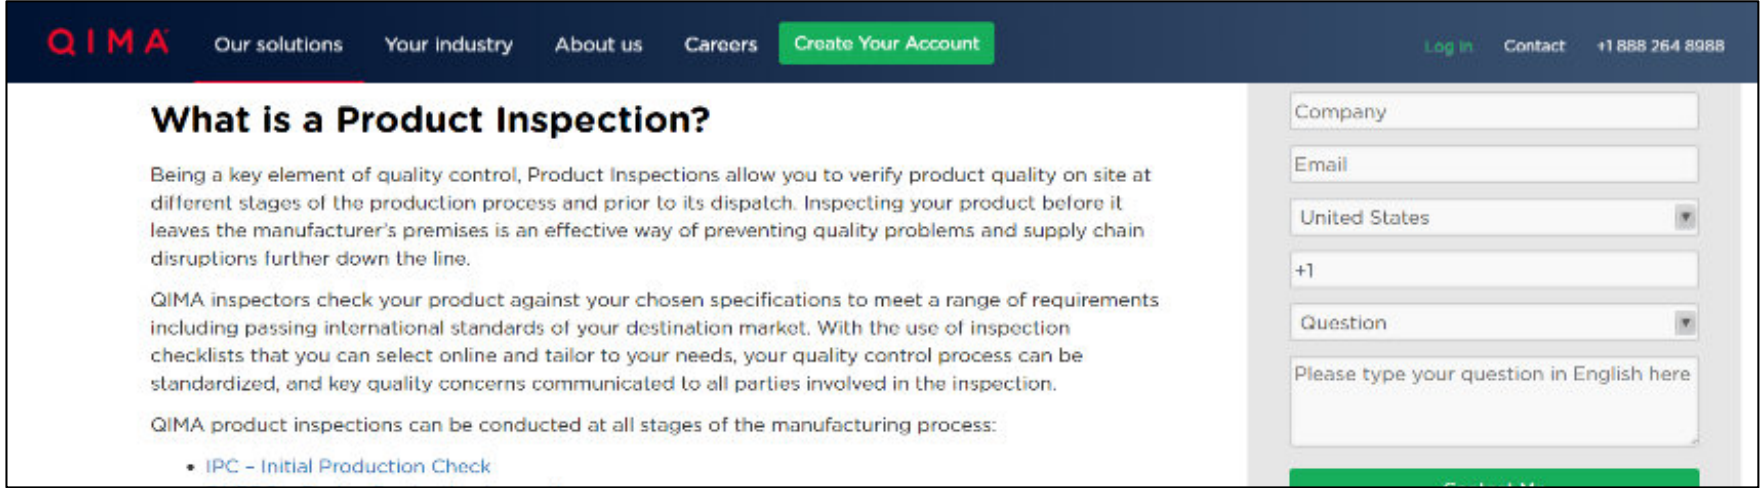 QIMA Our solutions Your industry About us Careers Create Your Account Log in Contact +1 888 264 8988
What is a Product Inspection?
Being a key element of quality control, Product Inspections allow you to verify product quality on site at
different stages of the production process and prior to its dispatch. Inspecting your product before it
leaves the manufacturer's premises is an effective way of preventing quality problems and supply chain
disruptions further down the line.
QIMA inspectors check your product against your chosen specifications to meet a range of requirements
including passing international standards of your destination market. With the use of inspection
checklists that you can select online and tailor to your needs, your quality control process can be
standardized, and key quality concerns communicated to all parties involved in the inspection.
QIMA product inspections can be conducted at all stages of the manufacturing process:
• IPC – Initial Production Check
Company
Email
United States
+1
Question
Please type your question in English here